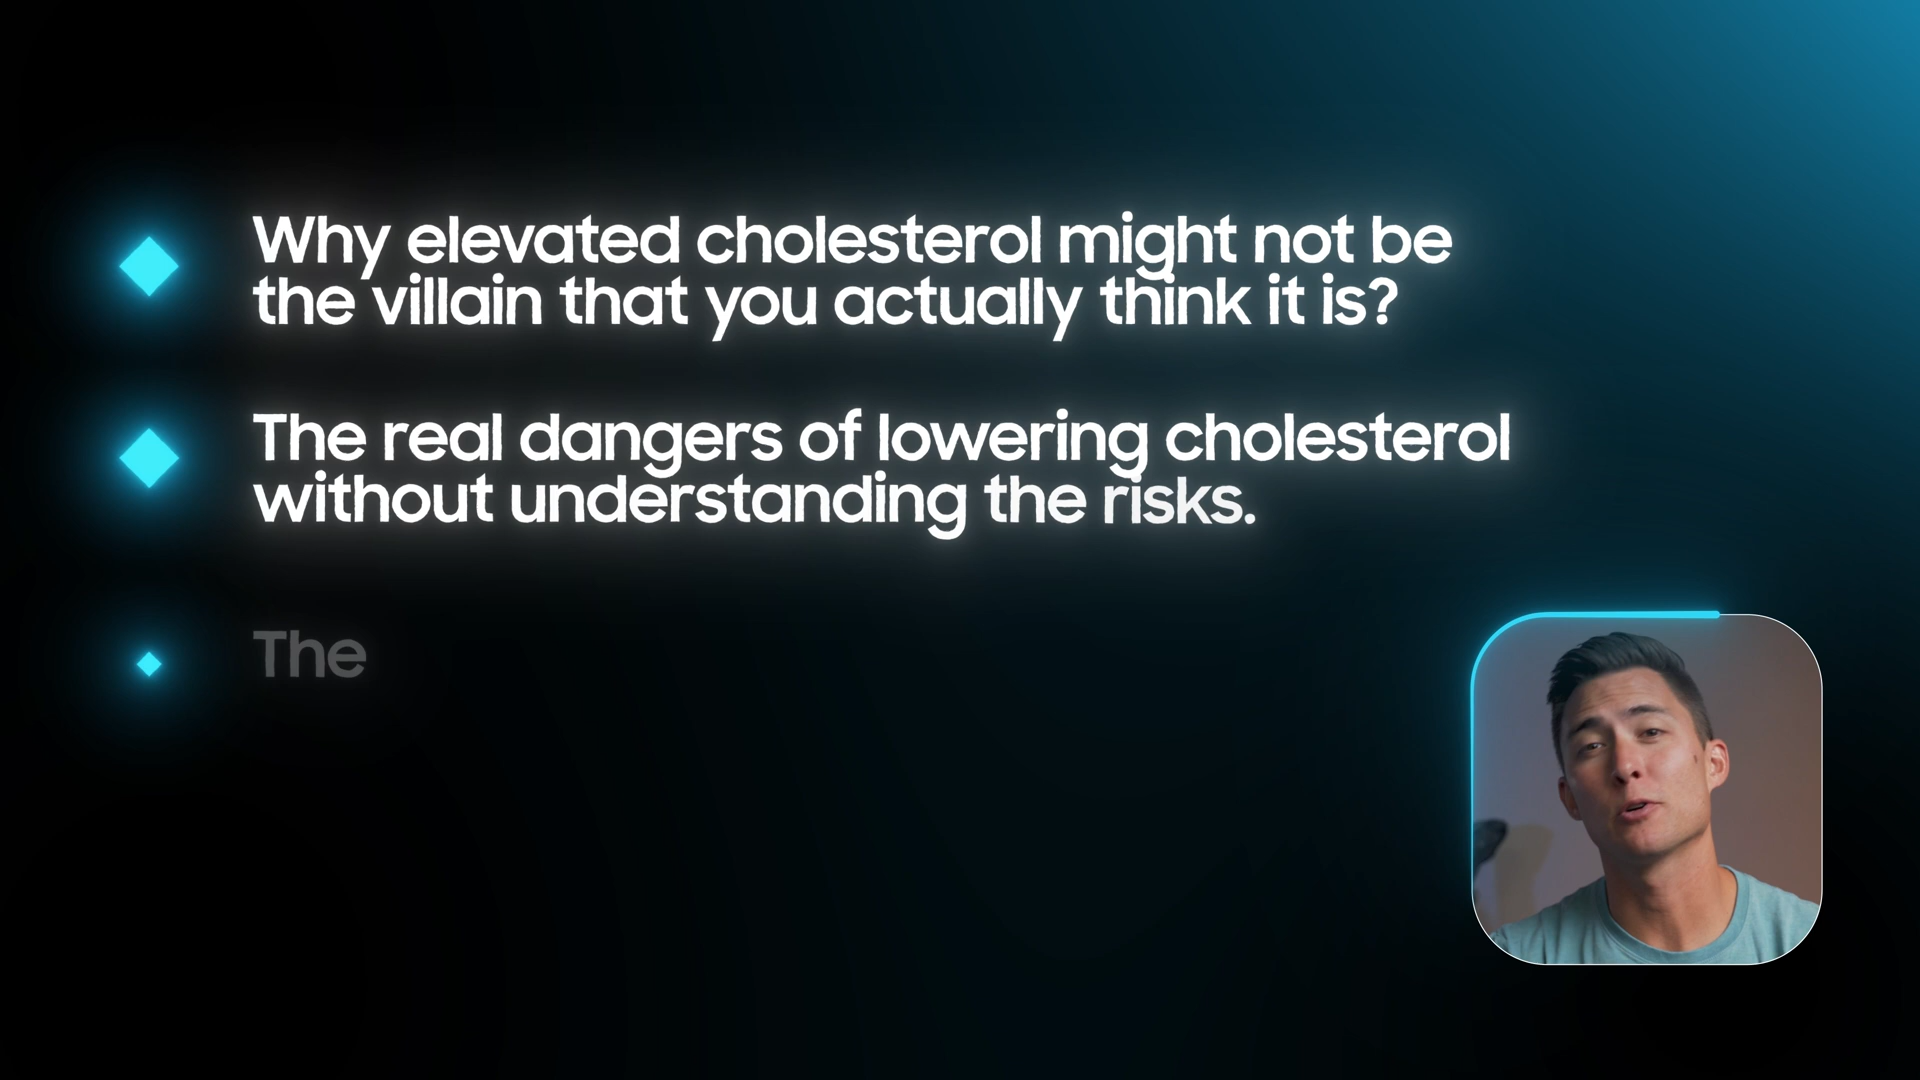 Why elevated cholesterol might not be
the villain that you actually think it is?
The real dangers of lowering cholesterol
without understanding the risks.
The